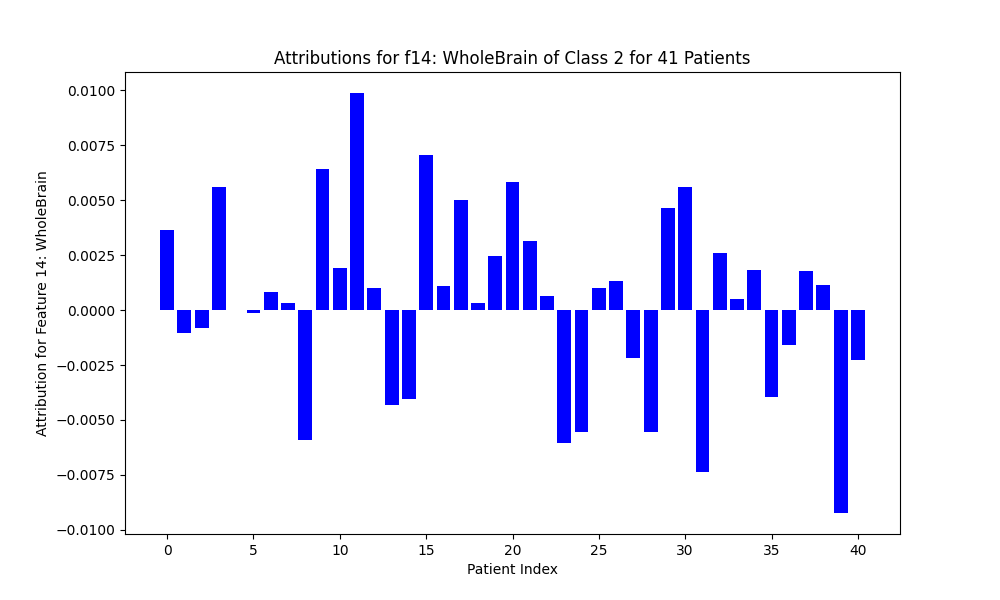 Attributions for f14: WholeBrain of Class 2 for 41 Patients
Attribution for Feature 14: WholeBrain
0.0100
0.0075
0.0050
0.0025
0.0000
−0.0025
−0.0050
−0.0075
−0.0100
0 5 10 15 20 25 30 35 40
Patient Index